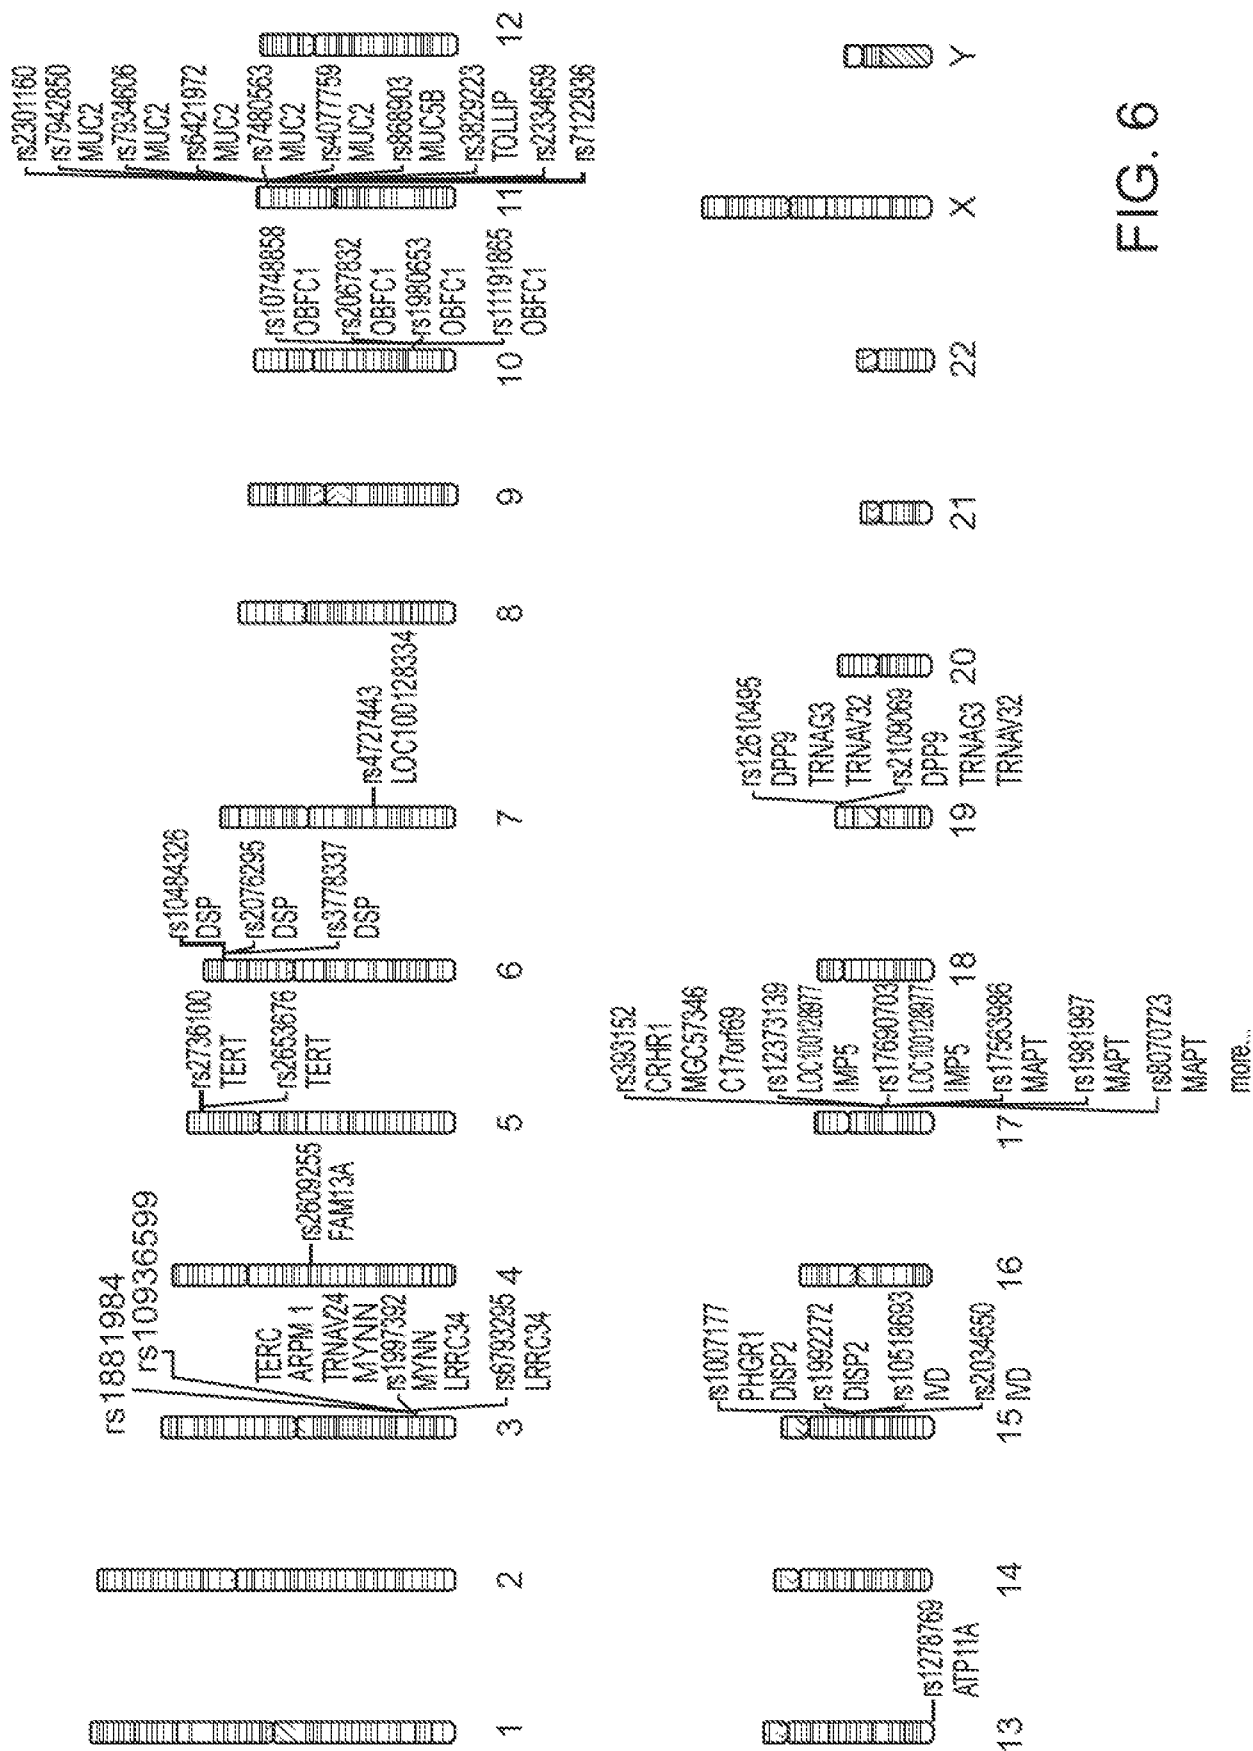 rs1881984
rs10936599
TERC
ARPM 1
TRNAV24
MYNN
rs1997392
MYNN
LRRC34
rs6793295
LRRC34
rs2609255
FAM13A
rs2736100
TERT
rs2653676
TERT
rs10484326
DSP
rs2076295
DSP
rs3778337
DSP
rs4727443
LOC100128334
rs10748858
OBFC1
rs2067832
OBFC1
rs1980653
OBFC1
rs11191865
OBFC1
rs2301160
rs7942850
MUC2
rs7934606
MUC2
rs6421972
MUC2
rs7480563
MUC2
rs4077759
MUC2
rs868903
MUC5B
rs3829223
TOLLIP
rs2334659
rs7122936
1
2
3
4
5
6
7
8
9
10
11
12
rs1278769
ATP11A
rs1007177
PHGR1
DISP2
rs1992272
DISP2
rs10518693
IVD
rs2034650
IVD
rs393152
CRHR1
MGC57346
C17orf69
rs12373139
LOC100128977
IMP5
rs17690703
LOC100128977
IMP5
rs17563986
MAPT
rs1981997
MAPT
rs8070723
MAPT
more...
rs12610495
DPP9
TRNAG3
TRNAV32
rs2109069
DPP9
TRNAG3
TRNAV32
13
14
15
16
17
18
19
20
21
22
X
Y
FIG. 6